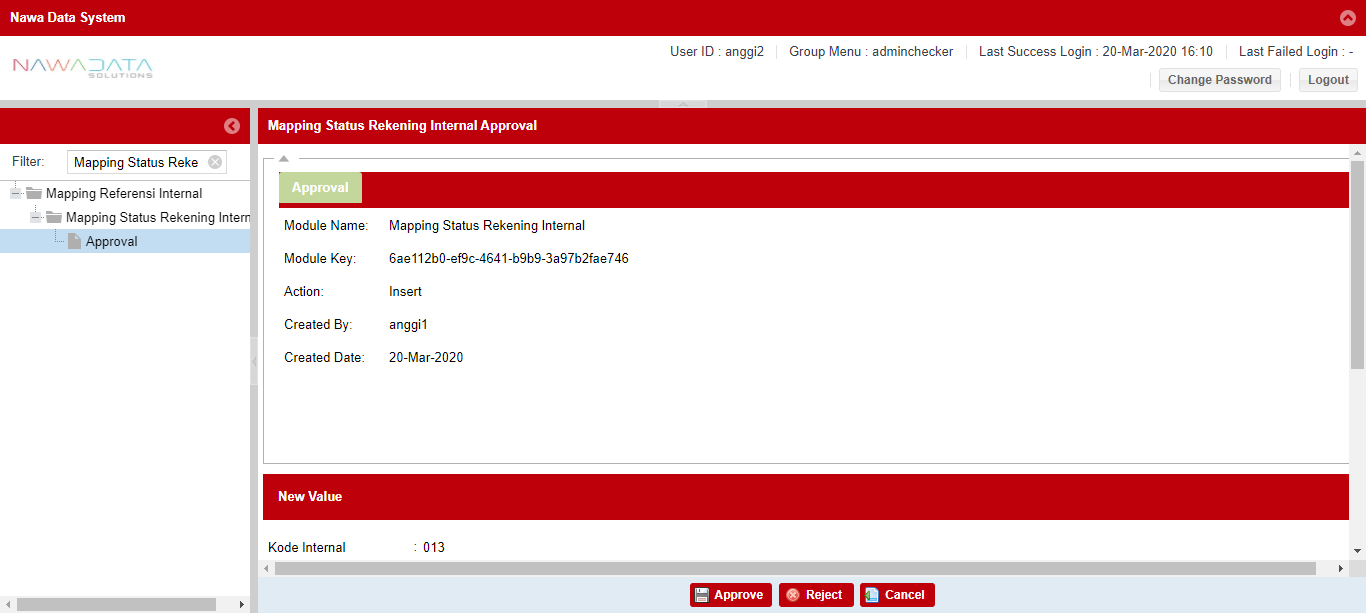 Nawa Data System
NAWADATA
SOLUTIONS
User ID : anggi2
Group Menu : adminchecker
Last Success Login : 20-Mar-2020 16:10
Last Failed Login : -
Change Password
Logout
Filter:
Mapping Status Reke
Mapping Referensi Internal
Mapping Status Rekening Intern
Approval
Mapping Status Rekening Internal Approval
Approval
Module Name: Mapping Status Rekening Internal
Module Key: 6ae112b0-ef9c-4641-b9b9-3a97b2fae746
Action: Insert
Created By: anggi1
Created Date: 20-Mar-2020
New Value
Kode Internal : 013
Approve
Reject
Cancel